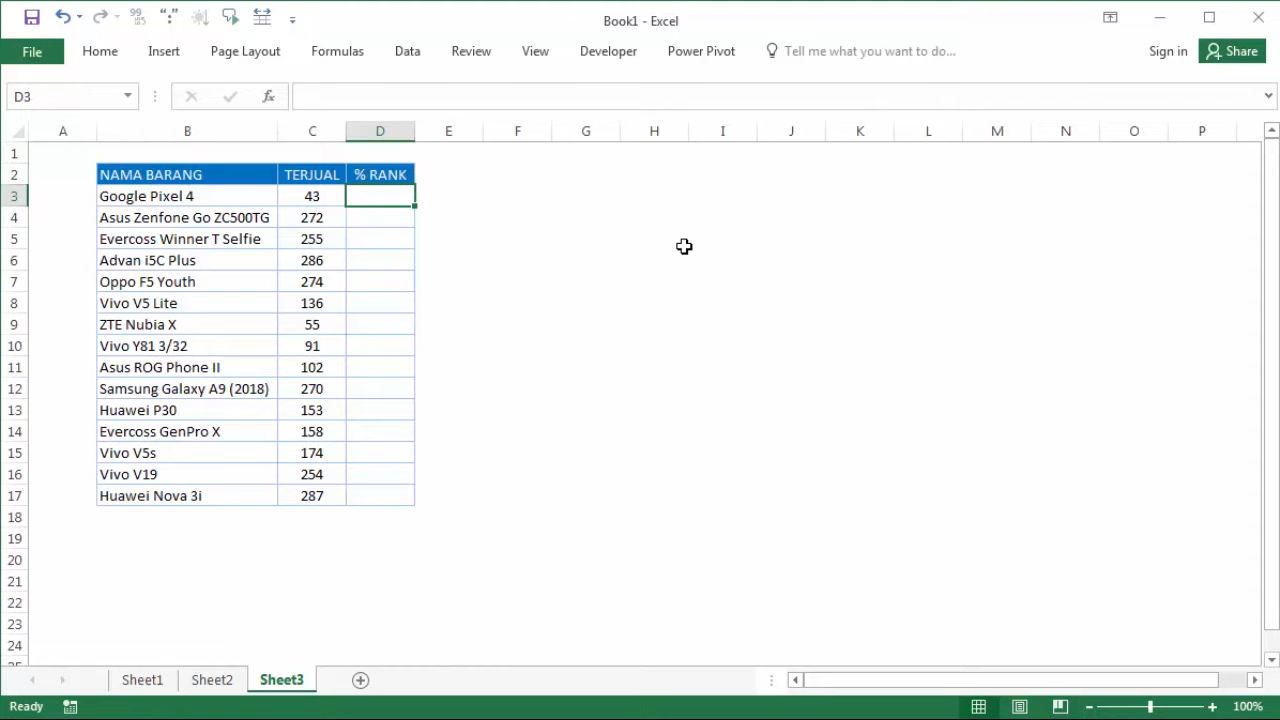 Book1 - Excel
File Home Insert Page Layout Formulas Data Review View Developer Power Pivot Tell me what you want to do... Sign in Share
D3 fx
A B C D E F G H I J K L M N O P
1
2 NAMA BARANG TERJUAL % RANK
3 Google Pixel 4 43
4 Asus Zenfone Go ZC500TG 272
5 Evercoss Winner T Selfie 255
6 Advan i5C Plus 286
7 Oppo F5 Youth 274
8 Vivo V5 Lite 136
9 ZTE Nubia X 55
10 Vivo Y81 3/32 91
11 Asus ROG Phone II 102
12 Samsung Galaxy A9 (2018) 270
13 Huawei P30 153
14 Evercoss GenPro X 158
15 Vivo V5s 174
16 Vivo V19 254
17 Huawei Nova 3i 287
18
19
20
21
22
23
24
25
Sheet1 Sheet2 Sheet3
Ready 100%